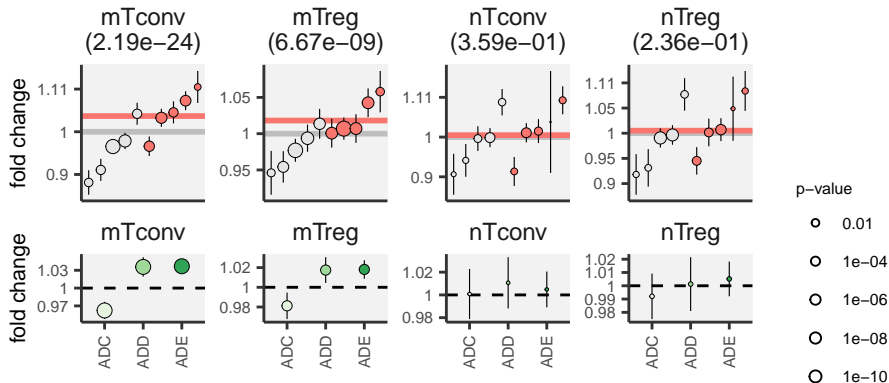 mTconv
(2.19e−24)
mTreg
(6.67e−09)
nTconv
(3.59e−01)
nTreg
(2.36e−01)
fold change
1.11
1
0.9
1.05
1
0.95
1.11
1
0.9
1.11
1.05
1
0.95
0.9
mTconv
mTreg
nTconv
nTreg
fold change
1.03
1
0.97
1.02
1
0.98
1.02
1
0.98
1.02
1.01
1
0.99
0.98
ADC
ADD
ADE
ADC
ADD
ADE
ADC
ADD
ADE
ADC
ADD
ADE
p−value
0.01
1e−04
1e−06
1e−08
1e−10